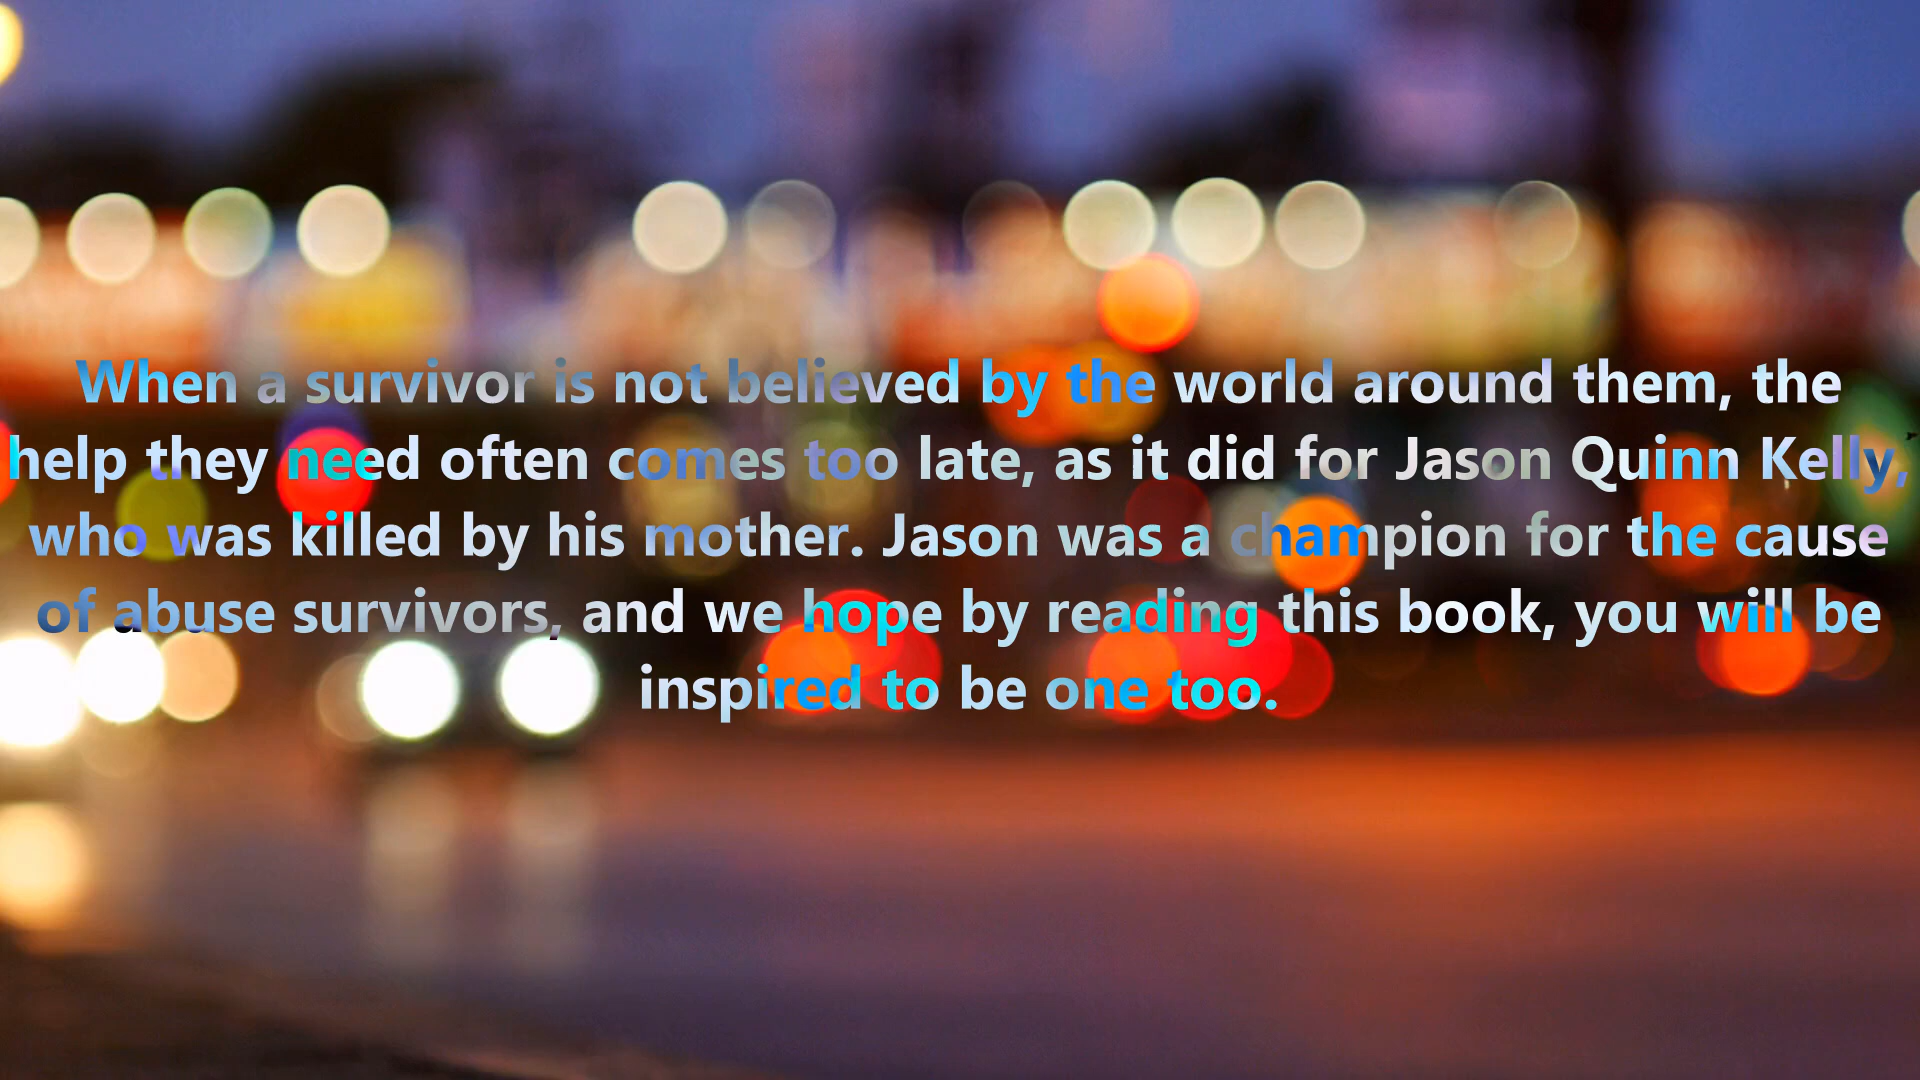 When a survivor is not believed by the world around them, the
help they need often comes too late, as it did for Jason Quinn Kelly,
who was killed by his mother. Jason was a champion for the cause
of abuse survivors, and we hope by reading this book, you will be
inspired to be one too.